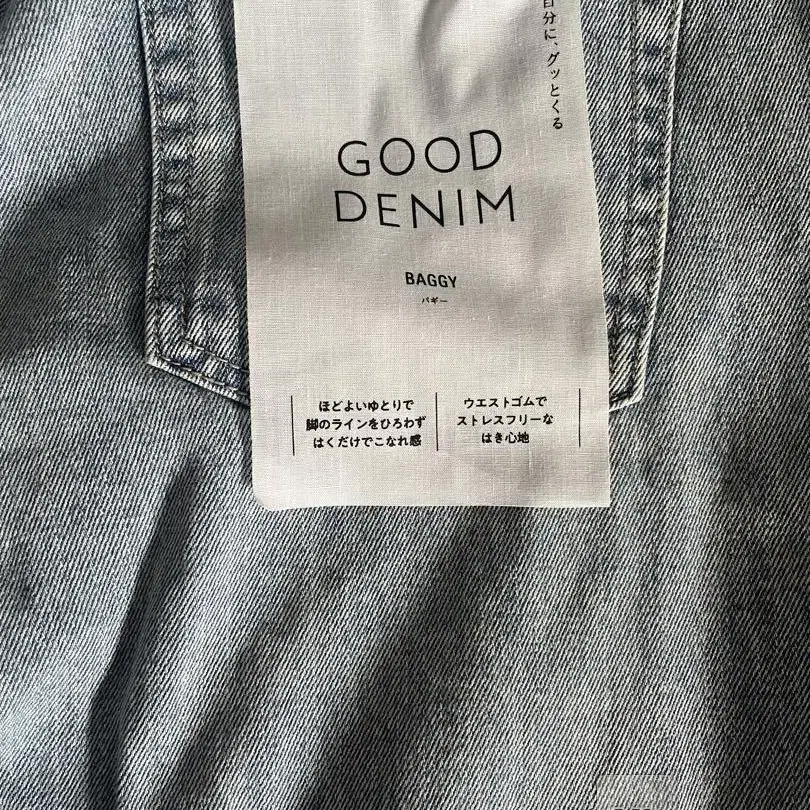 自分に、グッとくる
GOOD
DENIM
BAGGY
バギー
ほどよいゆとりで
脚のラインをひろわず
はくだけでこなれ感
ウエストゴムで
ストレスフリーな
はき心地